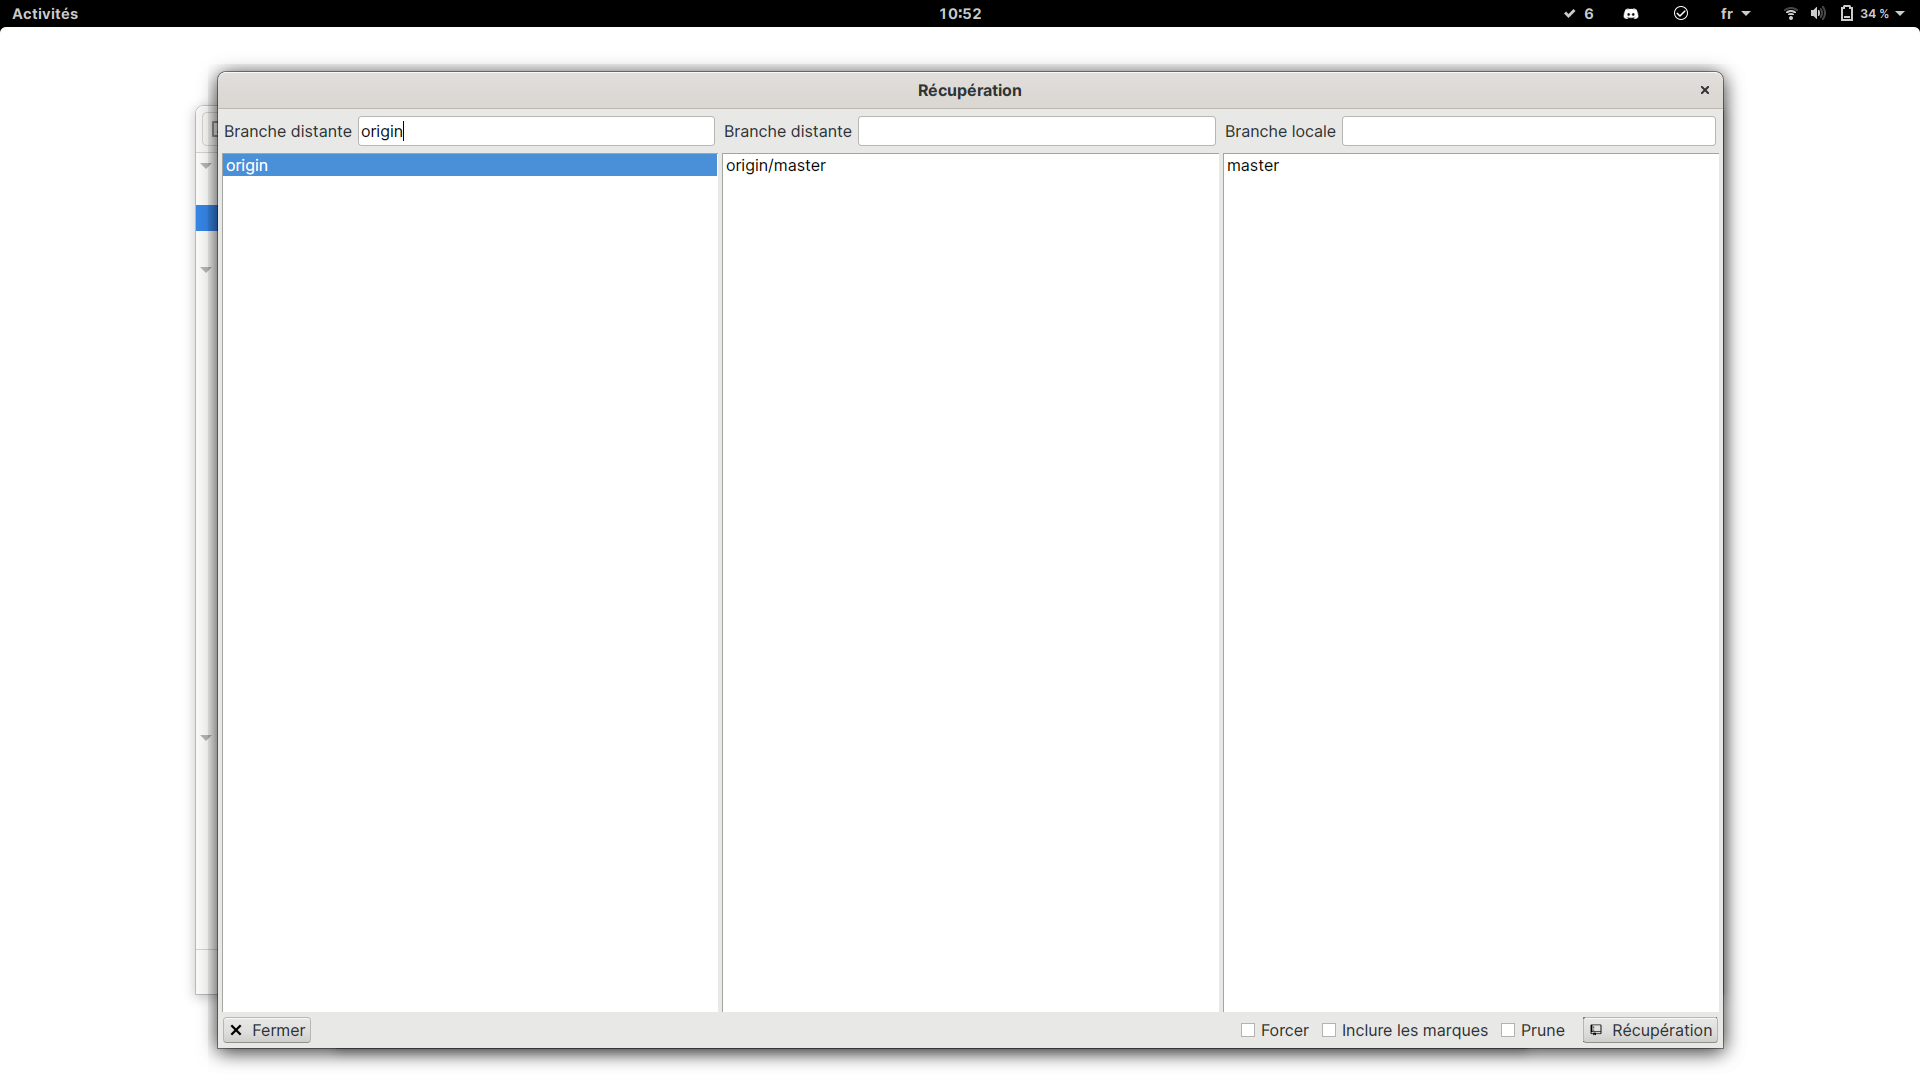 Activités
10:52
6
fr
34 %
Récupération
Branche distante origin
Branche distante
Branche locale
origin
origin/master
master
Fermer
Forcer
Inclure les marques
Prune
Récupération